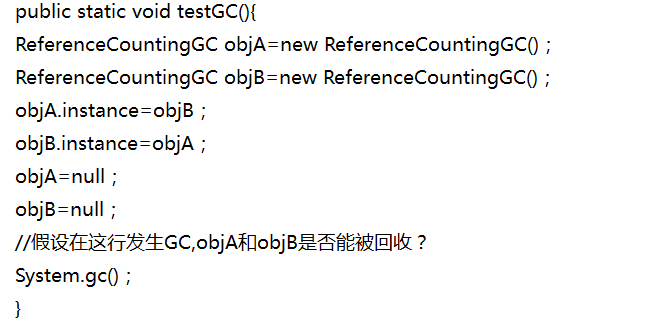 public static void testGC(){
ReferenceCountingGC objA=new ReferenceCountingGC()；
ReferenceCountingGC objB=new ReferenceCountingGC()；
objA.instance=objB；
objB.instance=objA；
objA=null；
objB=null；
//假设在这行发生GC,objA和objB是否能被回收？
System.gc()；
}